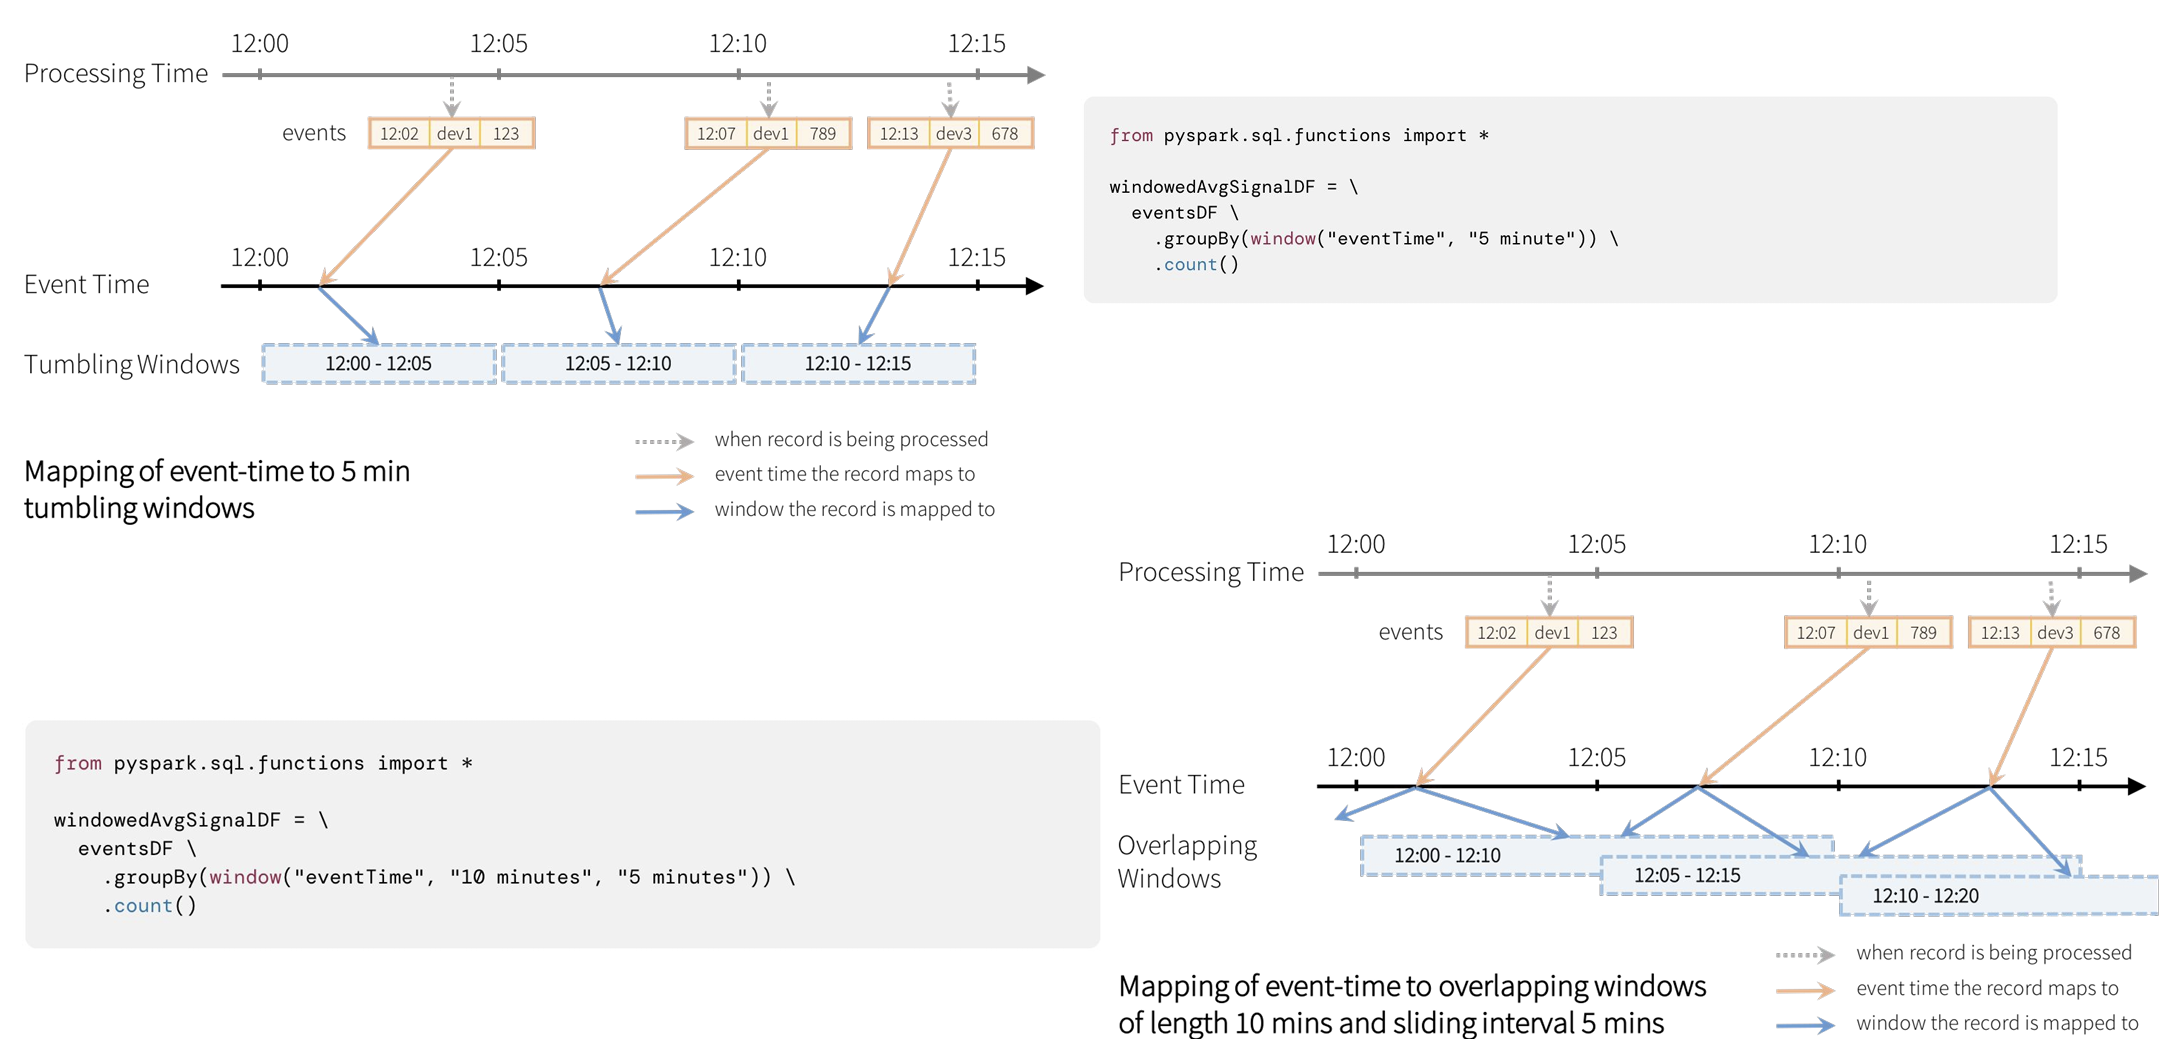 12:00 12:05 12:10 12:15
Processing Time
events 12:02 dev1 123 12:07 dev1 789 12:13 dev3 678
12:00 12:05 12:10 12:15
Event Time
Tumbling Windows 12:00 - 12:05 12:05 - 12:10 12:10 - 12:15
when record is being processed
event time the record maps to
window the record is mapped to
Mapping of event-time to 5 min
tumbling windows
from pyspark.sql.functions import *
windowedAvgSignalDF = \
eventsDF \
.groupBy(window("eventTime", "5 minute")) \
.count()
from pyspark.sql.functions import *
windowedAvgSignalDF = \
eventsDF \
.groupBy(window("eventTime", "10 minutes", "5 minutes")) \
.count()
12:00 12:05 12:10 12:15
Processing Time
events 12:02 dev1 123 12:07 dev1 789 12:13 dev3 678
12:00 12:05 12:10 12:15
Event Time
Overlapping
Windows
12:00 - 12:10
12:05 - 12:15
12:10 - 12:20
when record is being processed
event time the record maps to
window the record is mapped to
Mapping of event-time to overlapping windows
of length 10 mins and sliding interval 5 mins